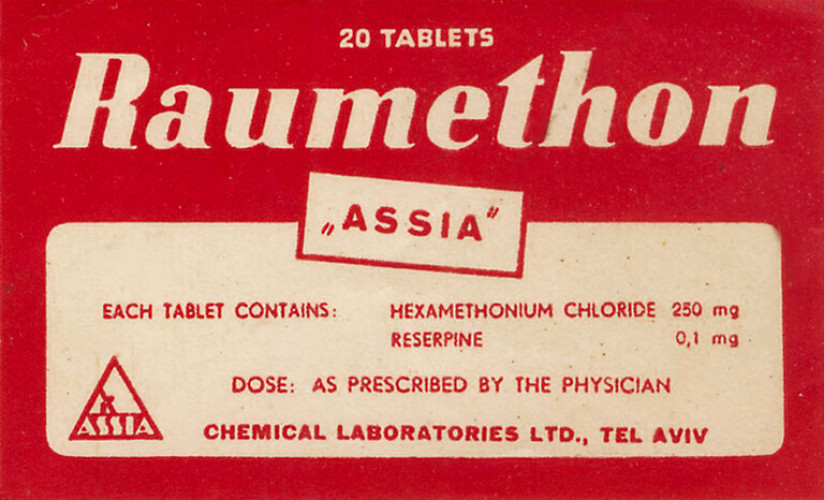 20 TABLETS
Raumethon
„ASSIA"
EACH TABLET CONTAINS: HEXAMETHONIUM CHLORIDE 250 mg
RESERPINE 0,1 mg
DOSE: AS PRESCRIBED BY THE PHYSICIAN
ASSIA
CHEMICAL LABORATORIES LTD., TEL AVIV